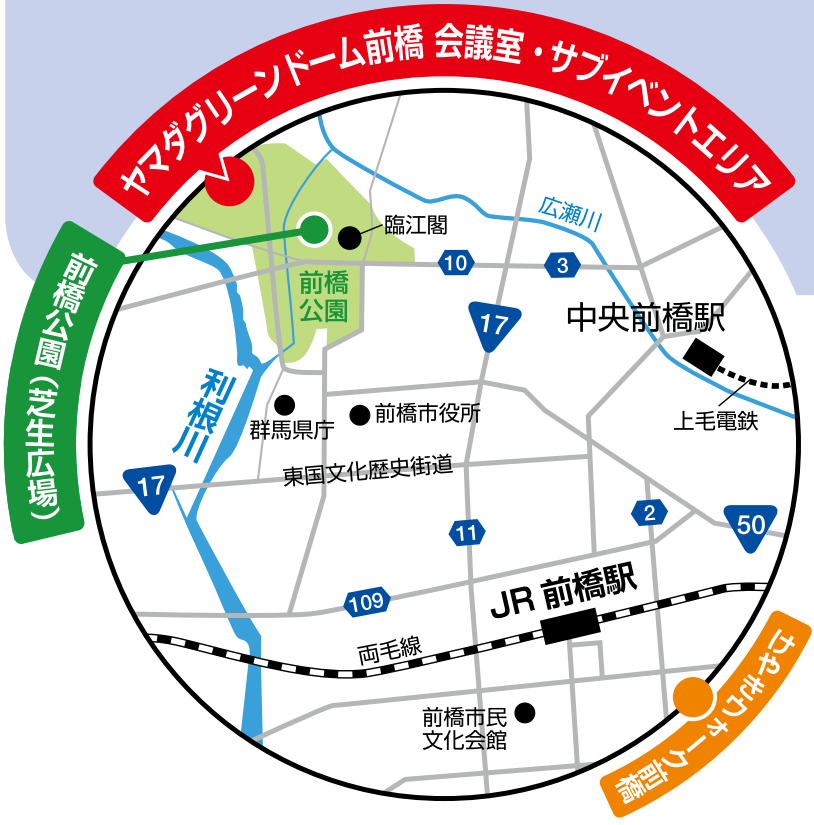 ヤマダグリーンドーム前橋 会議室・サブイベントエリア
前橋公園(芝生広場)
臨江閣
広瀬川
10
3
前橋
公園
17
中央前橋駅
利根川
上毛電鉄
群馬県庁
前橋市役所
東国文化歴史街道
17
11
2
50
109
JR 前橋駅
両毛線
前橋市民
文化会館
けやきウォーク前橋